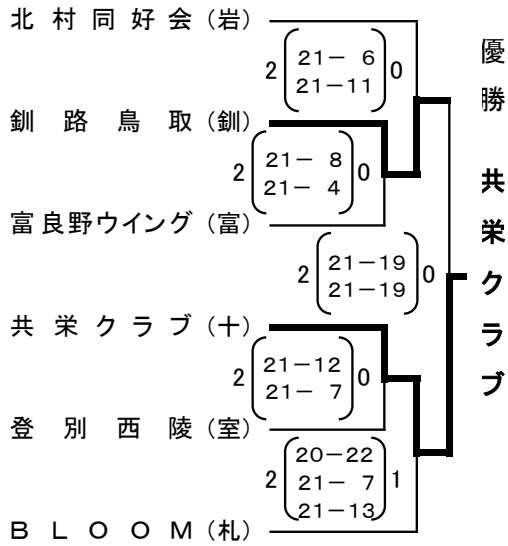 北村同好会（岩）
2 21－ 6 0
21－11
釧路鳥取（釧）
2 21－ 8 0
21－ 4
富良野ウイング（富）
2 21－19 0
21－19
共栄クラブ（十）
2 21－12 0
21－ 7
登別西陵（室）
20－22
2 21－ 7 1
21－13
ＢＬＯＯＭ（札）
優勝 共栄クラブ